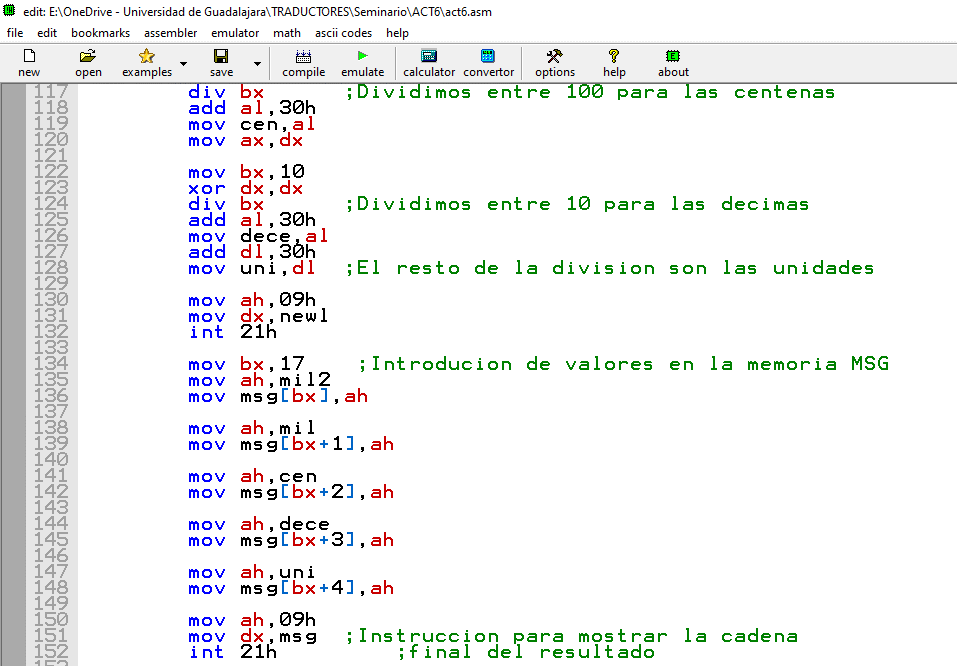 edit: E:\OneDrive - Universidad de Guadalajara\TRADUCTORES\Seminario\ACT6\act6.asm
file edit bookmarks assembler emulator math ascii codes help
new open examples save compile emulate calculator convertor options help about
117 div bx ;Dividimos entre 100 para las centenas
118 add al,30h
119 mov cen,al
120 mov ax,dx
121
122 mov bx,10
123 xor dx,dx
124 div bx ;Dividimos entre 10 para las decimas
125 add al,30h
126 mov dece,al
127 add dl,30h
128 mov uni,dl ;El resto de la division son las unidades
129
130 mov ah,09h
131 mov dx,newl
132 int 21h
133
134 mov bx,17 ;Introducion de valores en la memoria MSG
135 mov ah,mil2
136 mov msg[bx],ah
137
138 mov ah,mil
139 mov msg[bx+1],ah
140
141 mov ah,cen
142 mov msg[bx+2],ah
143
144 mov ah,dece
145 mov msg[bx+3],ah
146
147 mov ah,uni
148 mov msg[bx+4],ah
149
150 mov ah,09h
151 mov dx,msg ;Instruccion para mostrar la cadena
152 int 21h ;final del resultado